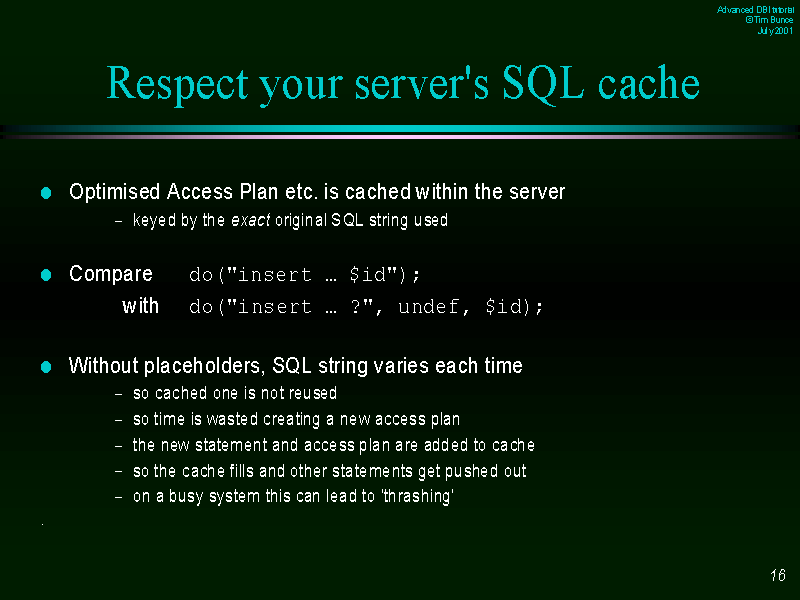 Advanced DBI tutorial
©Tim Bunce
July 2001
Respect your server's SQL cache
Optimised Access Plan etc. is cached within the server
– keyed by the exact original SQL string used
Compare do("insert … $id");
with do("insert … ?", undef, $id);
Without placeholders, SQL string varies each time
– so cached one is not reused
– so time is wasted creating a new access plan
– the new statement and access plan are added to cache
– so the cache fills and other statements get pushed out
– on a busy system this can lead to 'thrashing'
.
16